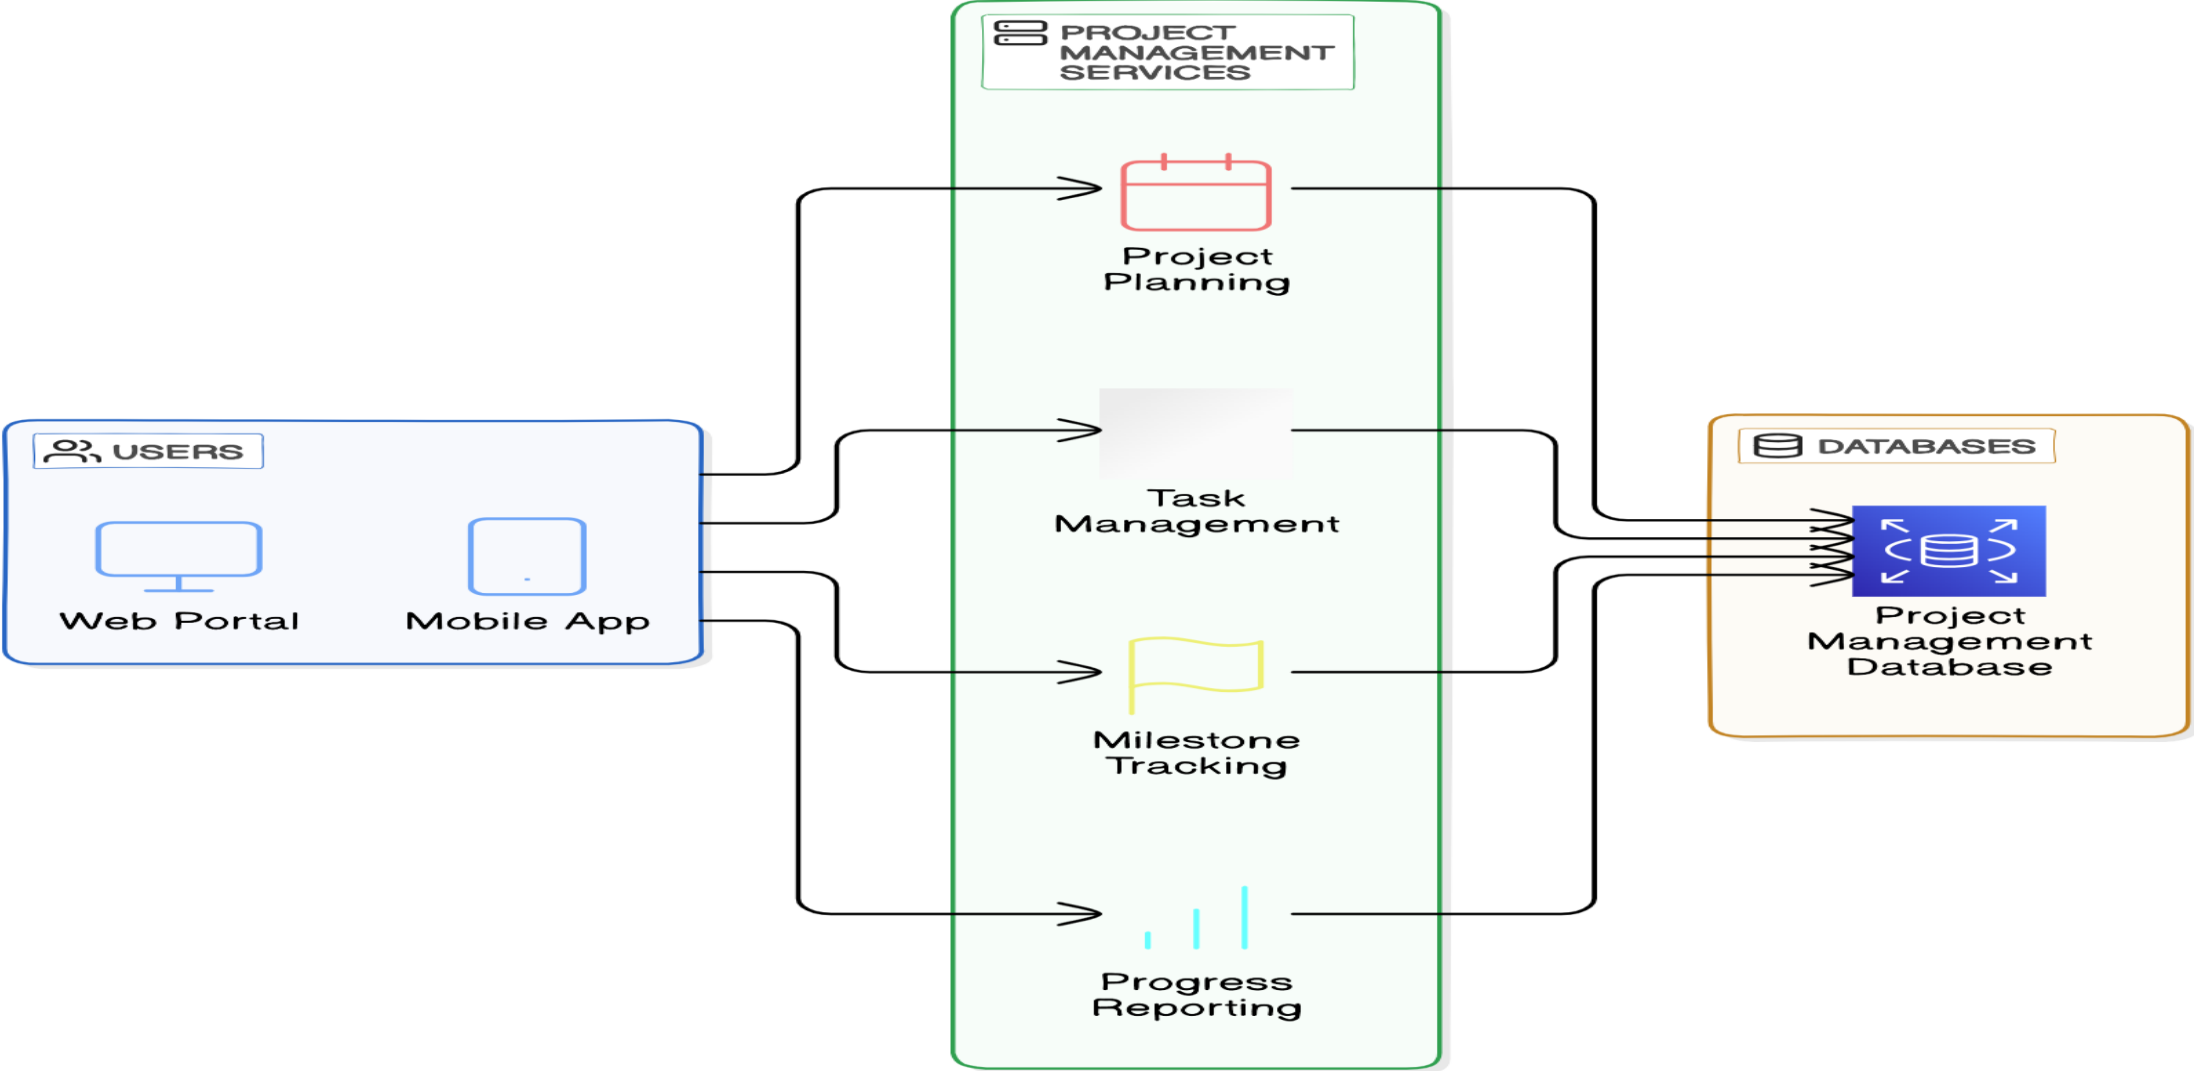 PROJECT
MANAGEMENT
SERVICES
Project
Planning
USERS
Web Portal
Mobile App
Task
Management
Milestone
Tracking
Progress
Reporting
DATABASES
Project
Management
Database